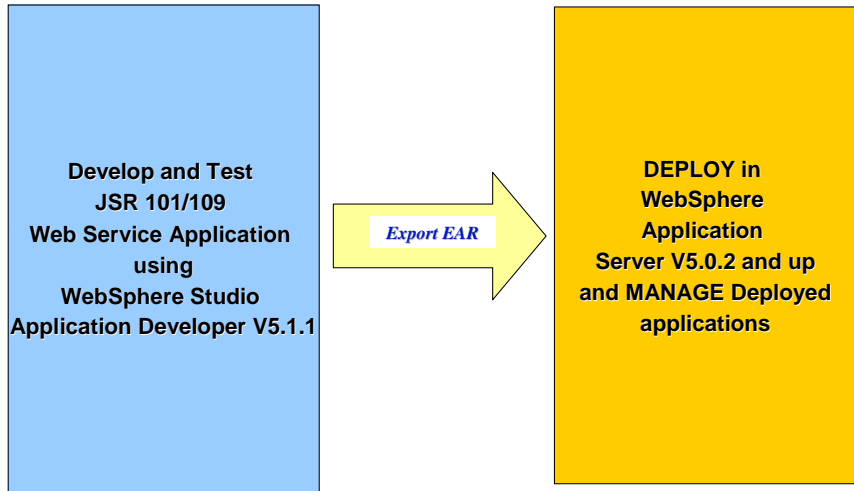 Develop and Test
JSR 101/109
Web Service Application
using
WebSphere Studio
Application Developer V5.1.1
Export EAR
DEPLOY in
WebSphere
Application
Server V5.0.2 and up
and MANAGE Deployed
applications